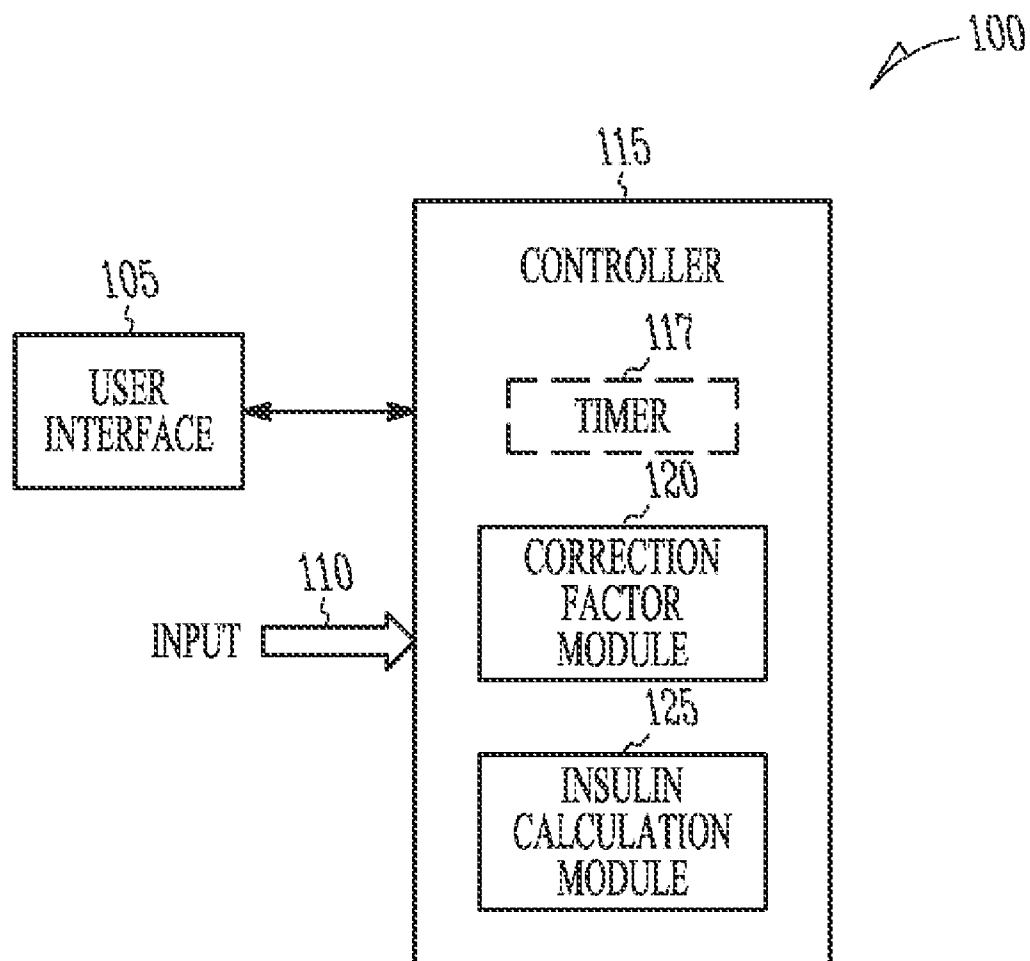 100
115
CONTROLLER
105
USER
INTERFACE
117
TIMER
120
CORRECTION
FACTOR
MODULE
110
INPUT
125
INSULIN
CALCULATION
MODULE